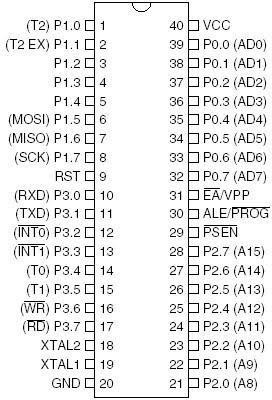 (T2) P1.0 1 40 VCC
(T2 EX) P1.1 2 39 P0.0 (AD0)
P1.2 3 38 P0.1 (AD1)
P1.3 4 37 P0.2 (AD2)
P1.4 5 36 P0.3 (AD3)
(MOSI) P1.5 6 35 P0.4 (AD4)
(MISO) P1.6 7 34 P0.5 (AD5)
(SCK) P1.7 8 33 P0.6 (AD6)
RST 9 32 P0.7 (AD7)
(RXD) P3.0 10 31 E̅A̅/VPP
(TXD) P3.1 11 30 ALE/P̅R̅O̅G̅
(I̅N̅T̅0̅) P3.2 12 29 P̅S̅E̅N̅
(I̅N̅T̅1̅) P3.3 13 28 P2.7 (A15)
(T0) P3.4 14 27 P2.6 (A14)
(T1) P3.5 15 26 P2.5 (A13)
(W̅R̅) P3.6 16 25 P2.4 (A12)
(R̅D̅) P3.7 17 24 P2.3 (A11)
XTAL2 18 23 P2.2 (A10)
XTAL1 19 22 P2.1 (A9)
GND 20 21 P2.0 (A8)